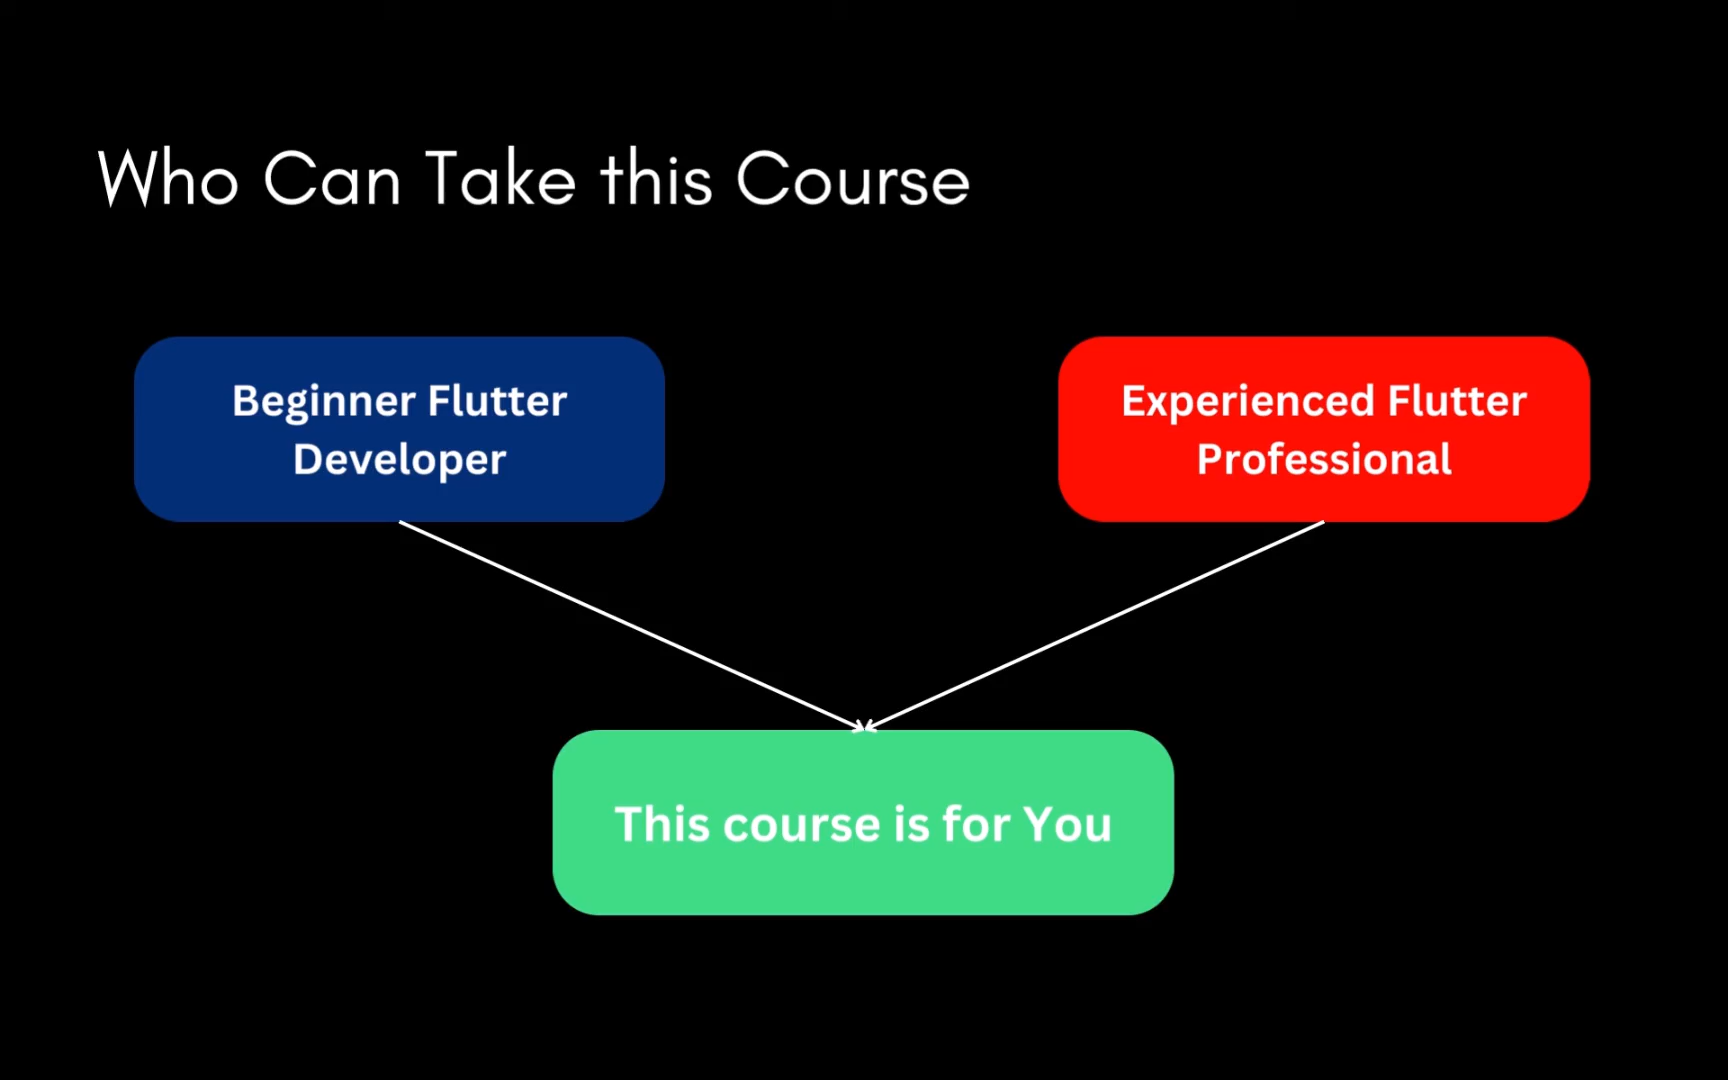 Who Can Take this Course
Beginner Flutter
Developer
Experienced Flutter
Professional
This course is for You